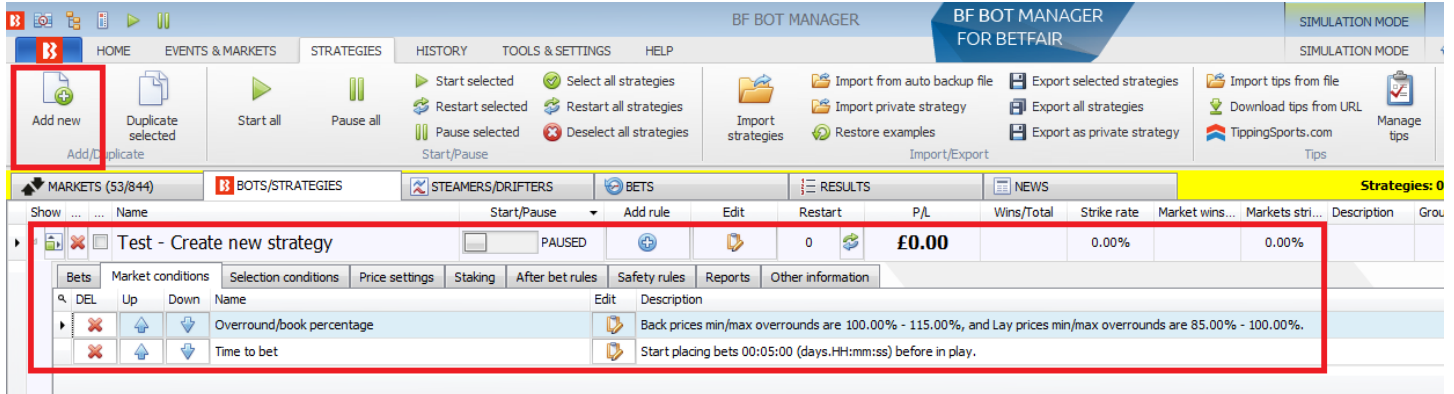 BF BOT MANAGER
BF BOT MANAGER
FOR BETFAIR
SIMULATION MODE
HOME EVENTS & MARKETS STRATEGIES HISTORY TOOLS & SETTINGS HELP SIMULATION MODE
Add new
Duplicate selected
Start all
Pause all
Start selected
Restart selected
Pause selected
Select all strategies
Restart all strategies
Deselect all strategies
Import strategies
Import from auto backup file
Import private strategy
Restore examples
Export selected strategies
Export all strategies
Export as private strategy
Import tips from file
Download tips from URL
TippingSports.com
Manage tips
Add/Duplicate Start/Pause Import/Export Tips
MARKETS (53/844) BOTS/STRATEGIES STEAMERS/DRIFTERS BETS RESULTS NEWS Strategies: 0
Show ... ... Name Start/Pause Add rule Edit Restart P/L Wins/Total Strike rate Market wins... Markets stri... Description Grou
Test - Create new strategy PAUSED 0 £0.00 0.00% 0.00%
Bets Market conditions Selection conditions Price settings Staking After bet rules Safety rules Reports Other information
DEL Up Down Name Edit Description
Overround/book percentage Back prices min/max overrounds are 100.00% - 115.00%, and Lay prices min/max overrounds are 85.00% - 100.00%.
Time to bet Start placing bets 00:05:00 (days.HH:mm:ss) before in play.